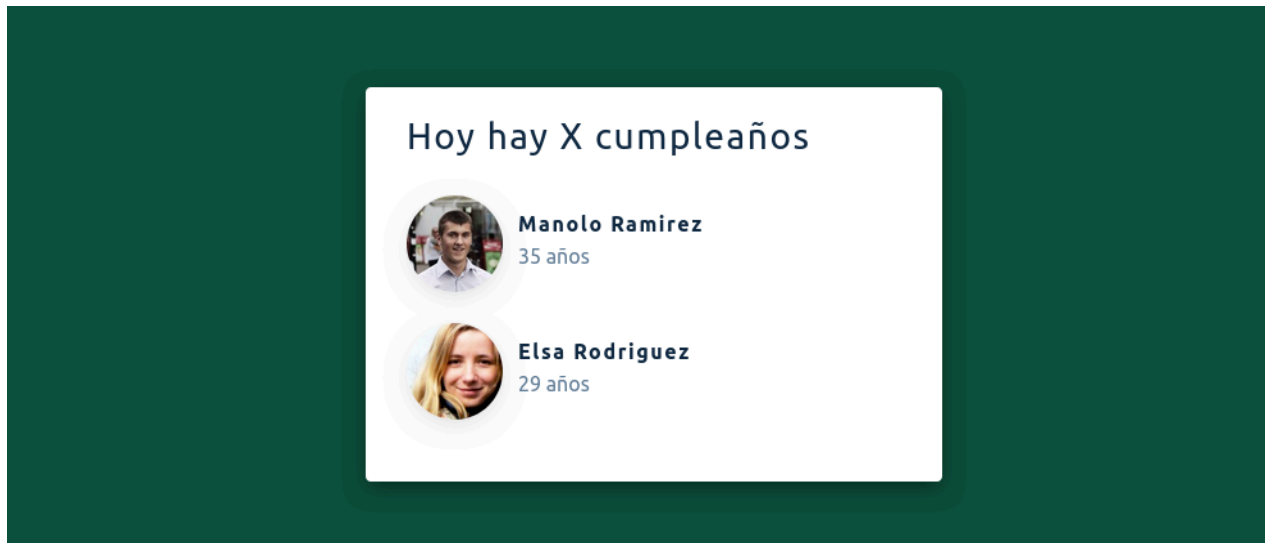 Hoy hay X cumpleaños
Manolo Ramirez
35 años
Elsa Rodriguez
29 años